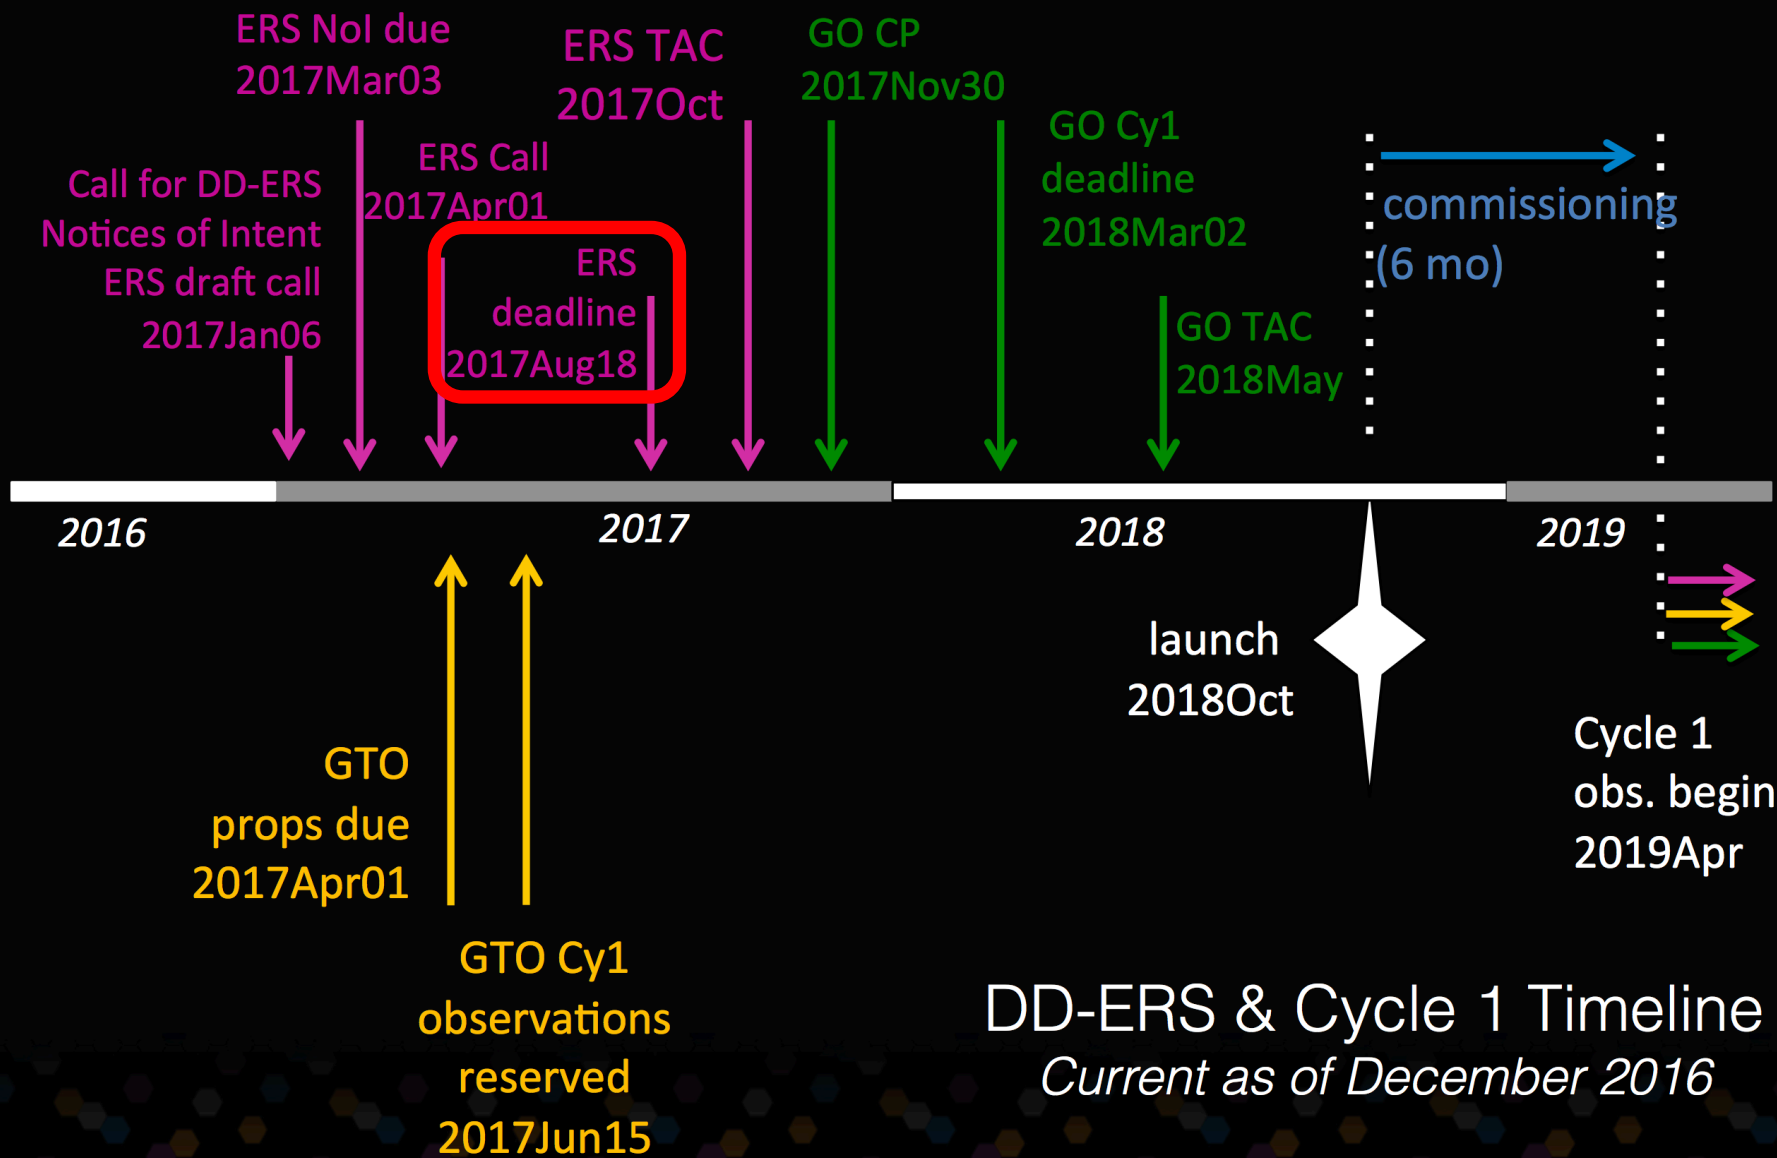 ERS NoI due
2017Mar03
ERS TAC
2017Oct
GO CP
2017Nov30
Call for DD-ERS
Notices of Intent
ERS draft call
2017Jan06
ERS Call
2017Apr01
ERS
deadline
2017Aug18
GO Cy1
deadline
2018Mar02
GO TAC
2018May
commissioning
(6 mo)
2016
2017
2018
2019
launch
2018Oct
GTO
props due
2017Apr01
GTO Cy1
observations
reserved
2017Jun15
Cycle 1
obs. begin
2019Apr
DD-ERS & Cycle 1 Timeline
Current as of December 2016